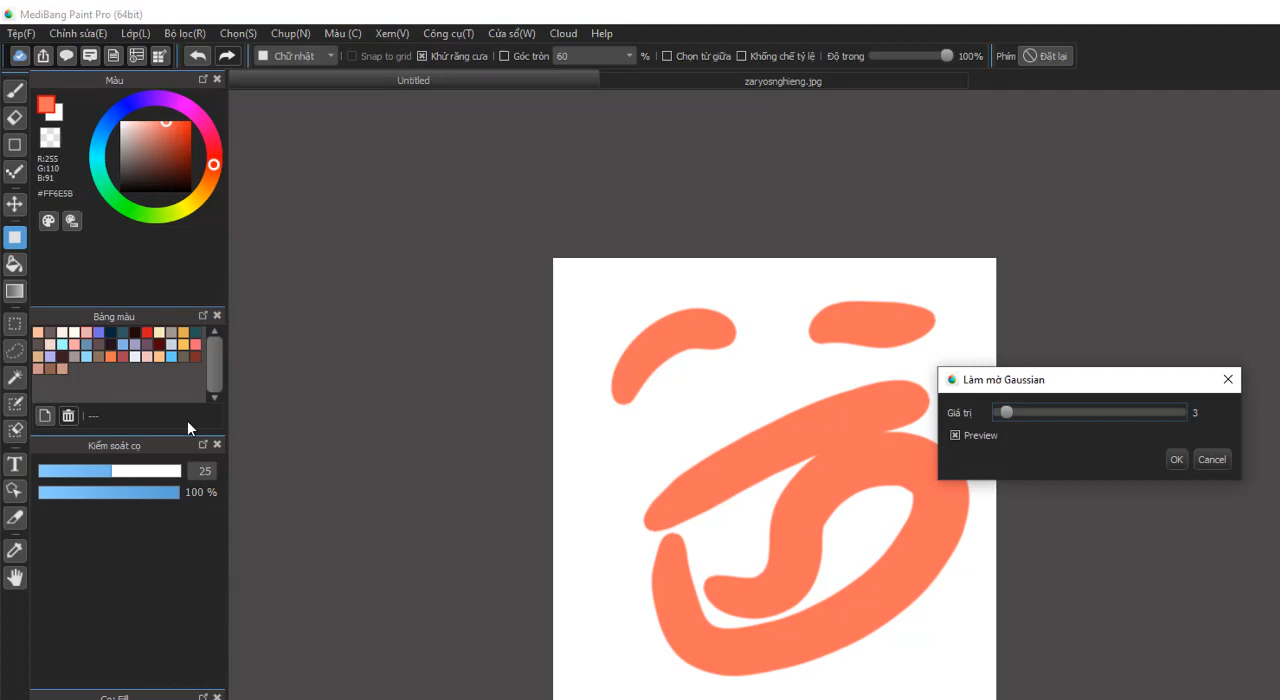 MediBang Paint Pro (64bit)
Tệp(F) Chỉnh sửa(E) Lớp(L) Bộ lọc(R) Chọn(S) Chụp(N) Màu (C) Xem(V) Công cụ(T) Cửa sổ(W) Cloud Help
Chữ nhật Snap to grid Khử răng cưa Góc tròn 60 % Chọn từ giữa Khống chế tỷ lệ Độ trong 100% Phím Đặt lại
Màu Untitled zaryosnghieng.jpg
R:255
G:110
B:91
#FF6E5B
Bảng màu
Làm mờ Gaussian
Giá trị 3
Preview
---
Kiểm soát cọ
OK Cancel
25
100 %
Cọ: Fill